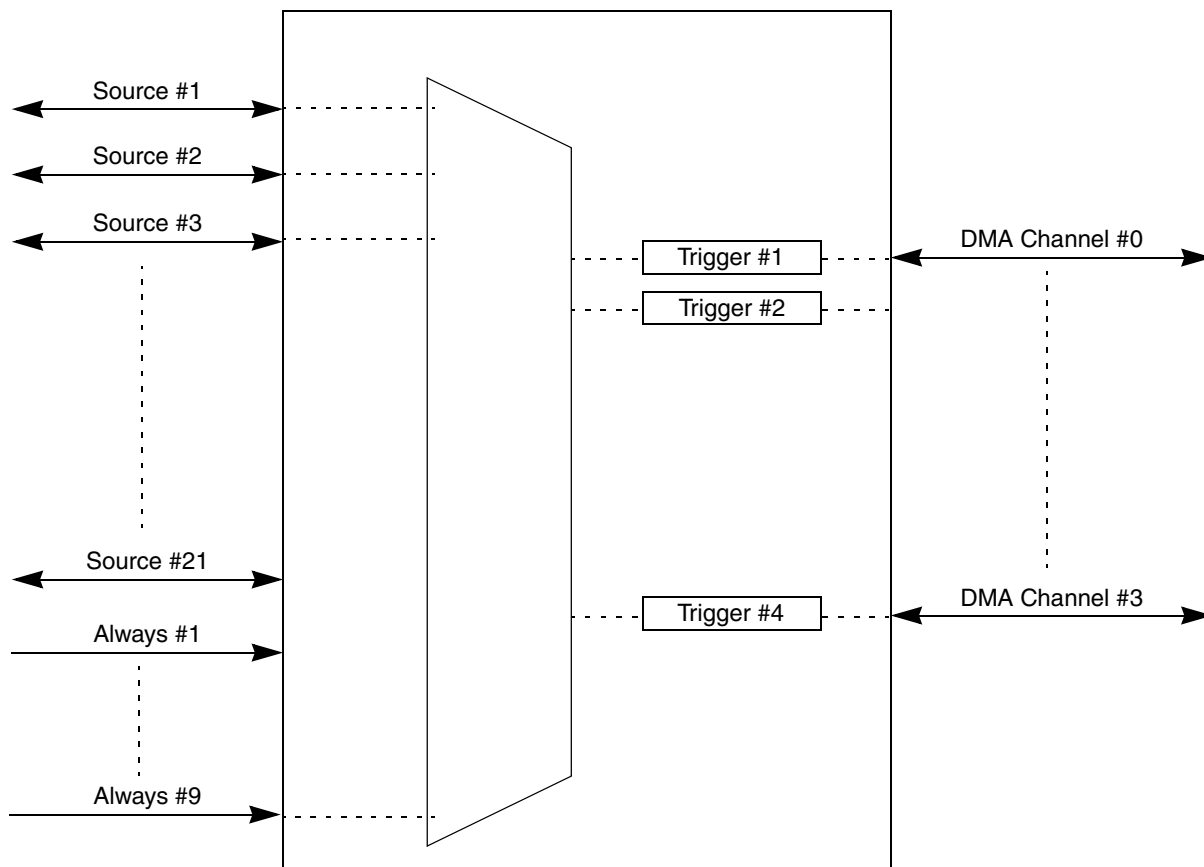 Source #1
Source #2
Source #3
Source #21
Always #1
Always #9
Trigger #1
Trigger #2
Trigger #4
DMA Channel #0
DMA Channel #3